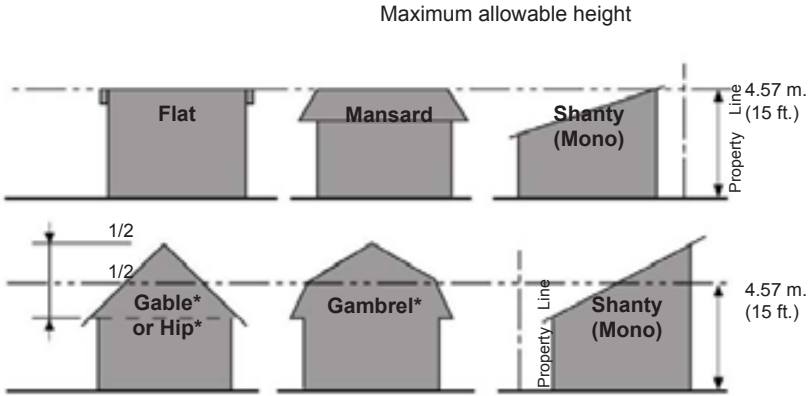 Maximum allowable height
Flat
Mansard
Shanty
(Mono)
Property Line
4.57 m.
(15 ft.)
1/2
1/2
Gable*
or Hip*
Gambrel*
Property Line
Shanty
(Mono)
4.57 m.
(15 ft.)